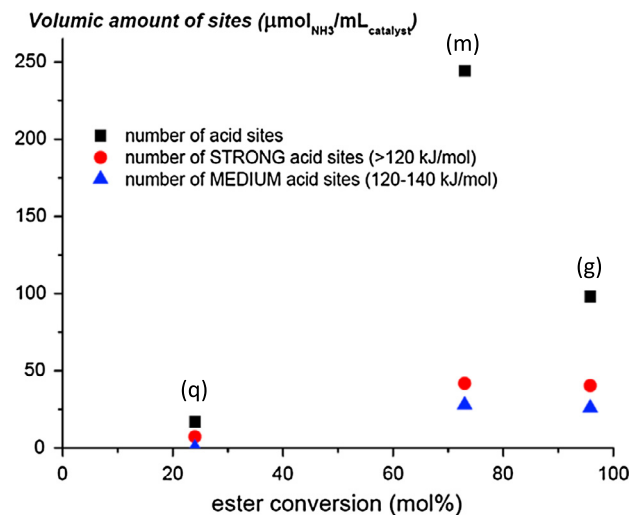 Volumic amount of sites (μmolNH3/mLcatalyst)
(m)
250
number of acid sites
number of STRONG acid sites (>120 kJ/mol)
number of MEDIUM acid sites (120-140 kJ/mol)
200
150
(g)
100
50
(q)
0
0 20 40 60 80 100
ester conversion (mol%)